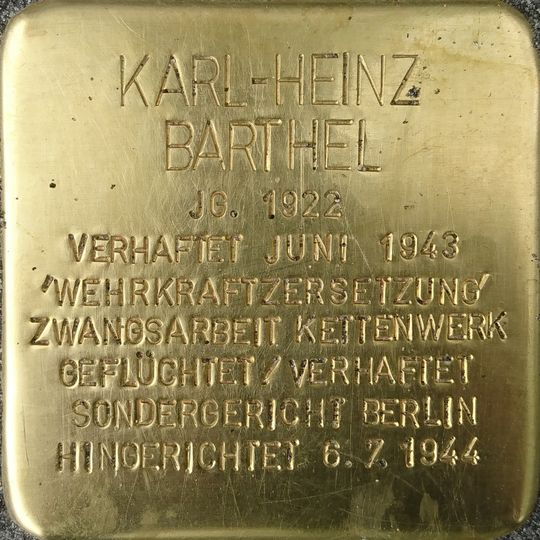 KARL-HEINZ
BARTHEL
JG. 1922
VERHAFTET JUNI 1943
'WEHRKRAFTZERSETZUNG'
ZWANGSARBEIT KETTENWERK
GEFLÜCHTET/VERHAFTET
SONDERGERICHT BERLIN
HINGERICHTET 6.7.1944